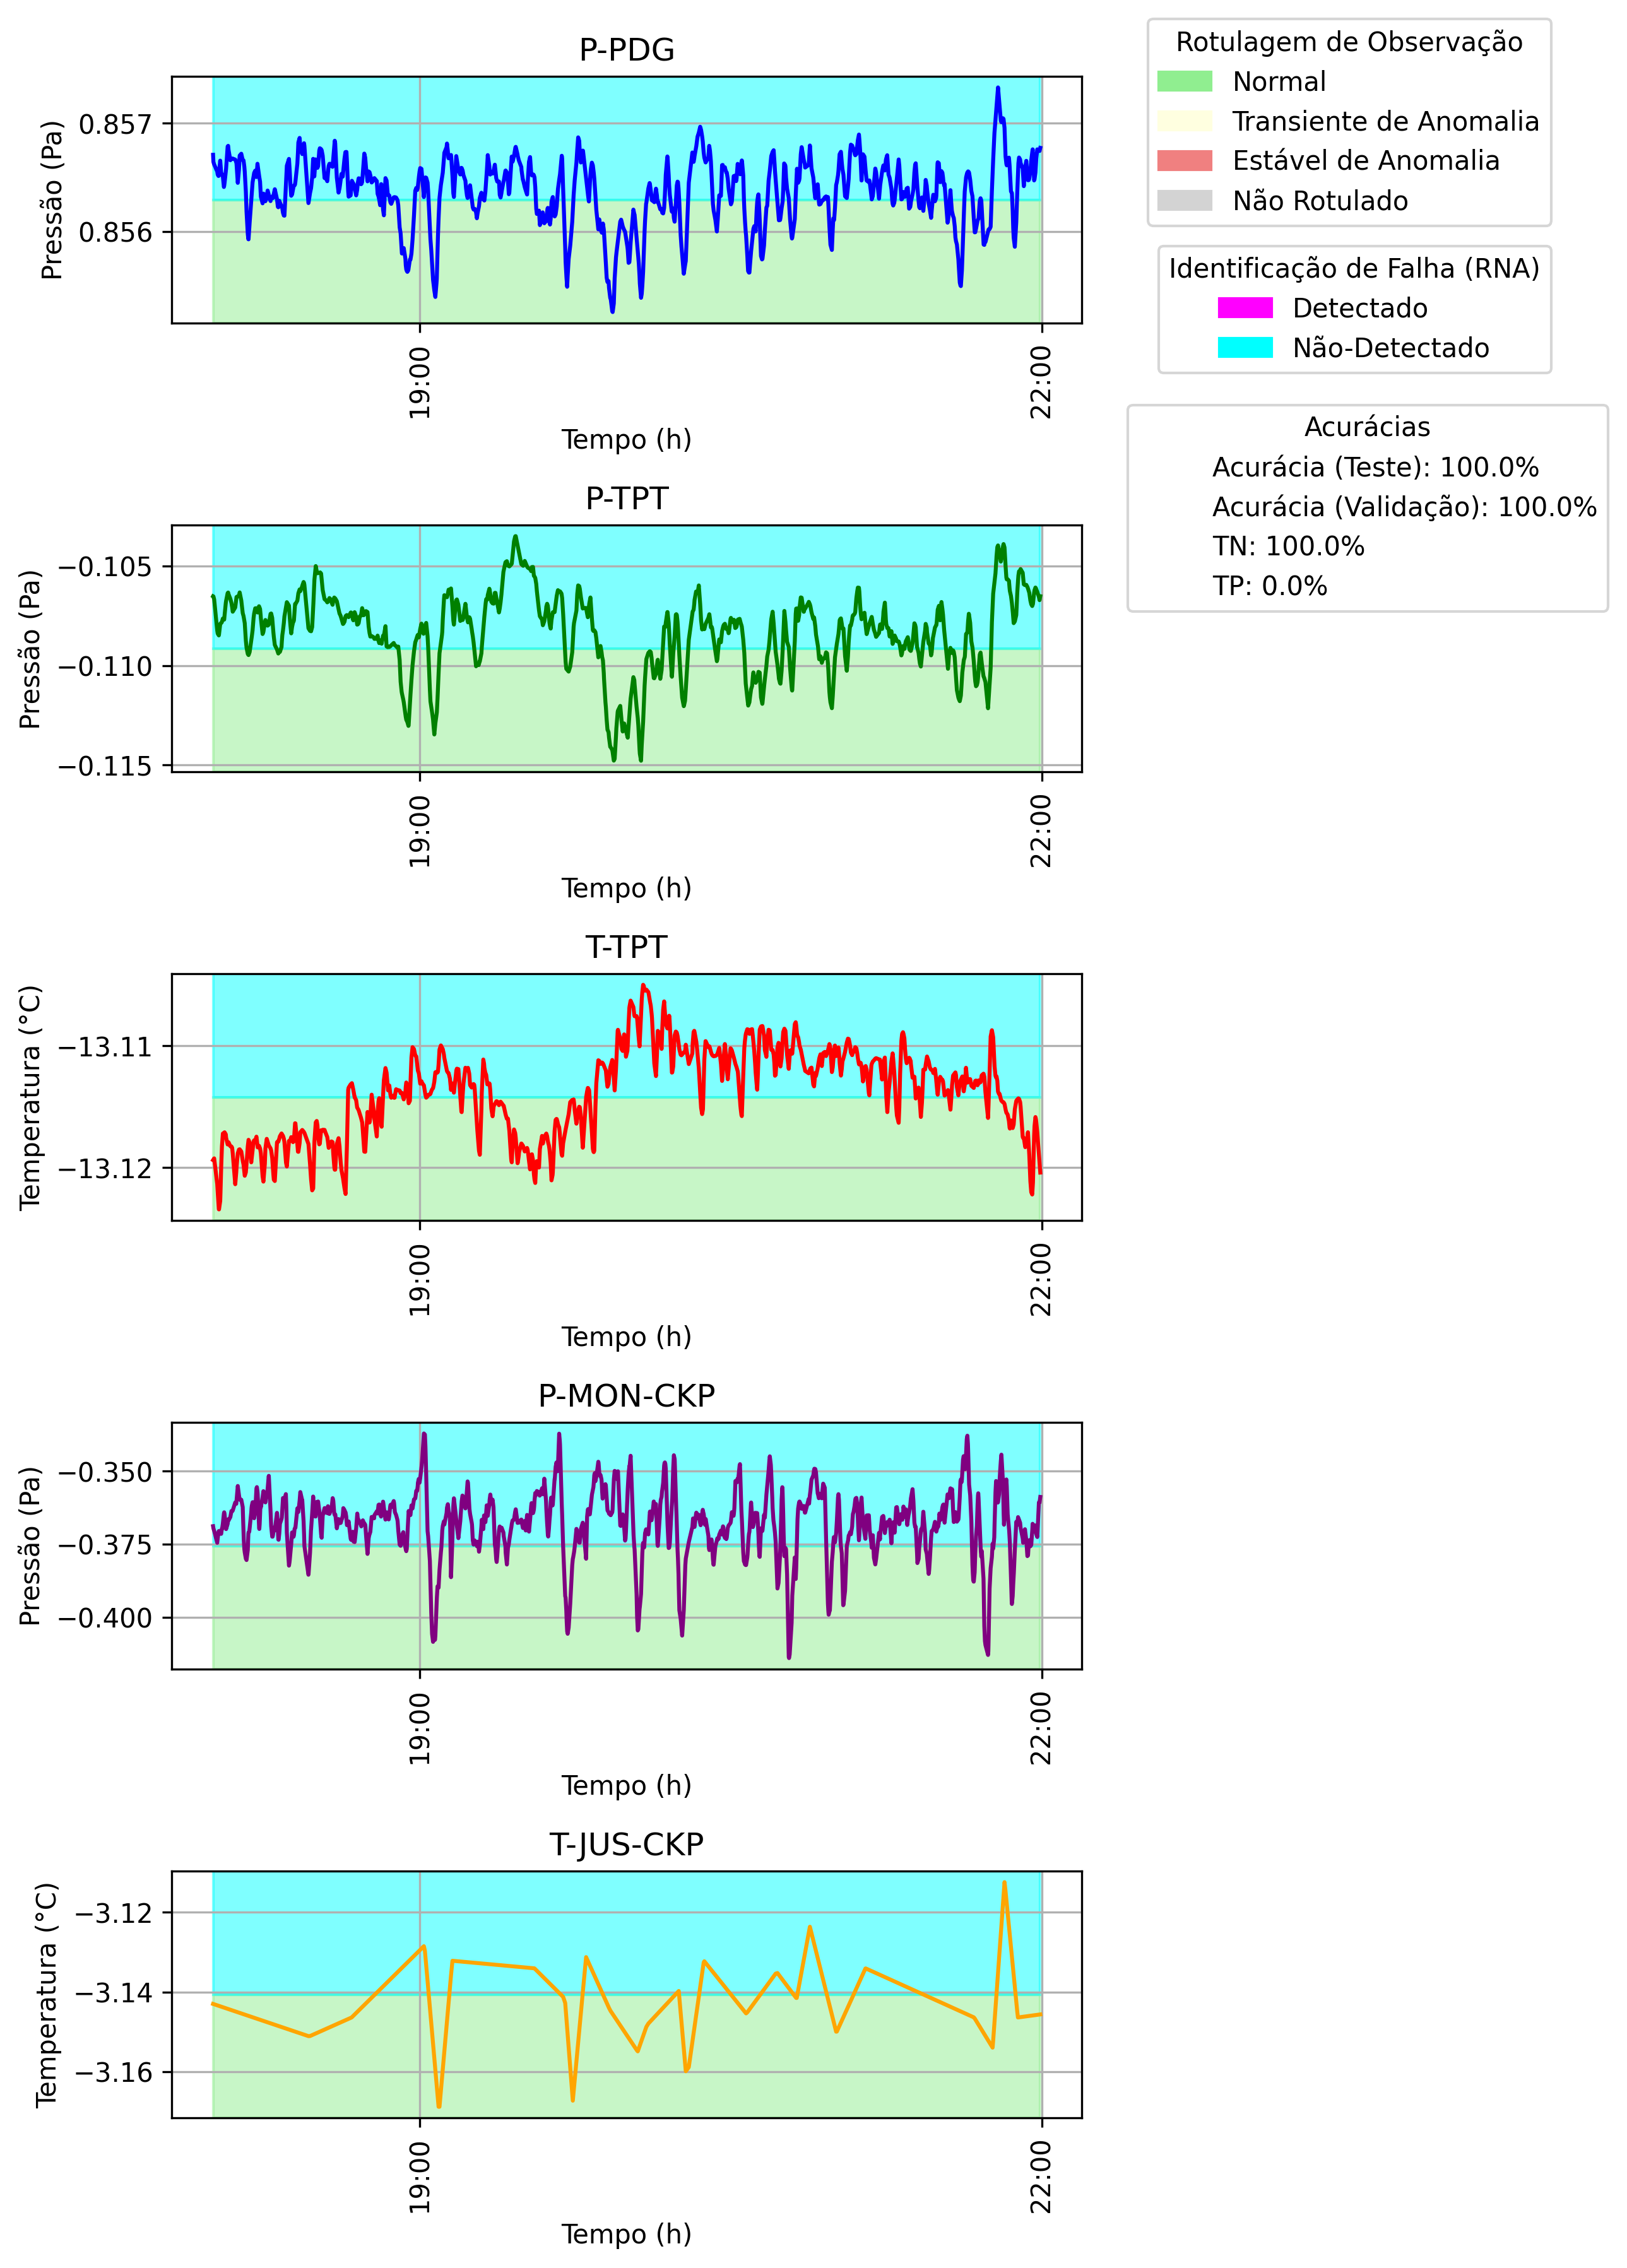 P-PDG
0.857
0.856
Pressão (Pa)
19:00
22:00
Tempo (h)
P-TPT
−0.105
−0.110
−0.115
Pressão (Pa)
19:00
22:00
Tempo (h)
T-TPT
−13.11
−13.12
Temperatura (°C)
19:00
22:00
Tempo (h)
P-MON-CKP
−0.350
−0.375
−0.400
Pressão (Pa)
19:00
22:00
Tempo (h)
T-JUS-CKP
−3.12
−3.14
−3.16
Temperatura (°C)
19:00
22:00
Tempo (h)
Rotulagem de Observação
Normal
Transiente de Anomalia
Estável de Anomalia
Não Rotulado
Identificação de Falha (RNA)
Detectado
Não-Detectado
Acurácias
Acurácia (Teste): 100.0%
Acurácia (Validação): 100.0%
TN: 100.0%
TP: 0.0%